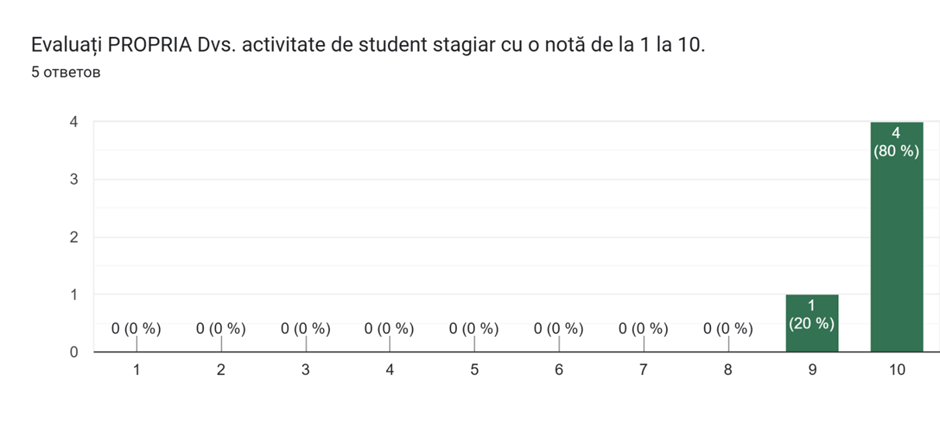 Evaluați PROPRIA Dvs. activitate de student stagiar cu o notă de la 1 la 10.
5 ответов
4
3
2
1
0
0 (0 %) 0 (0 %) 0 (0 %) 0 (0 %) 0 (0 %) 0 (0 %) 0 (0 %) 0 (0 %)
1
(20 %)
4
(80 %)
1 2 3 4 5 6 7 8 9 10